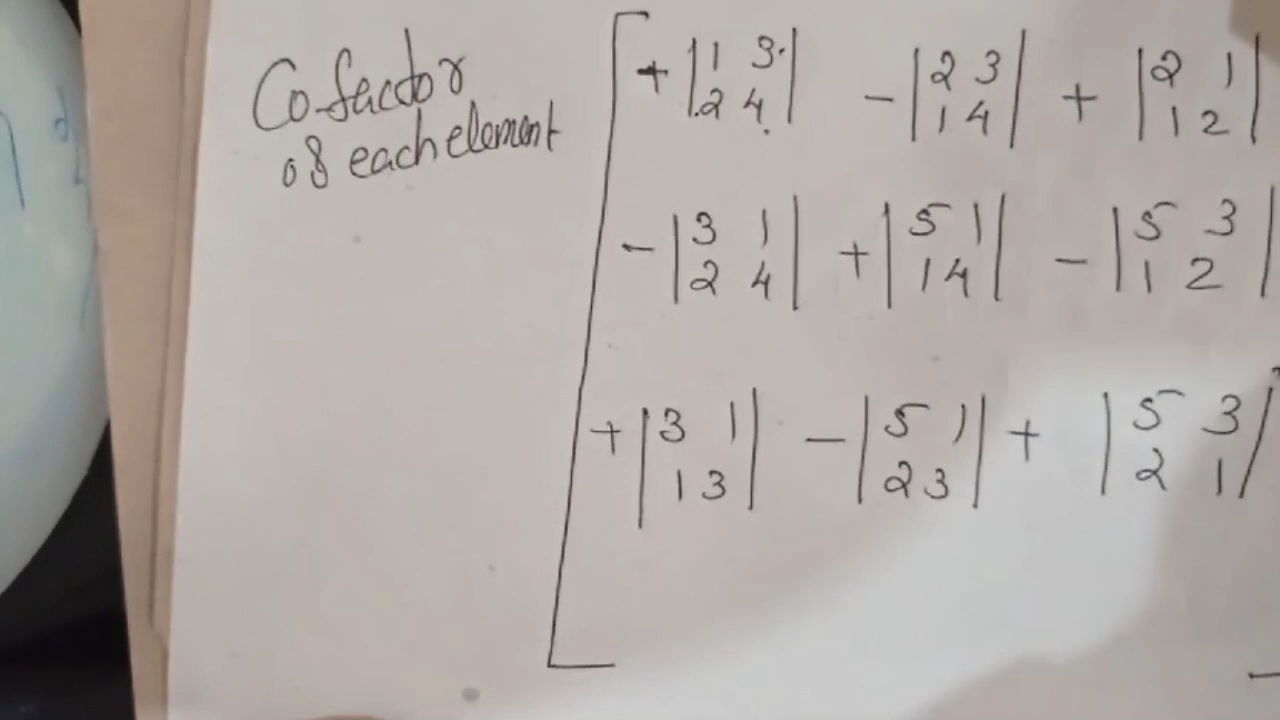 Cofactor
of each element
+ |1 3| - |2 3| + |2 1|
|2 4| |1 4| |1 2|
- |3 1| + |5 1| - |5 3|
|2 4| |1 4| |1 2|
+ |3 1| - |5 1| + |5 3|
|1 3| |2 3| |2 1|